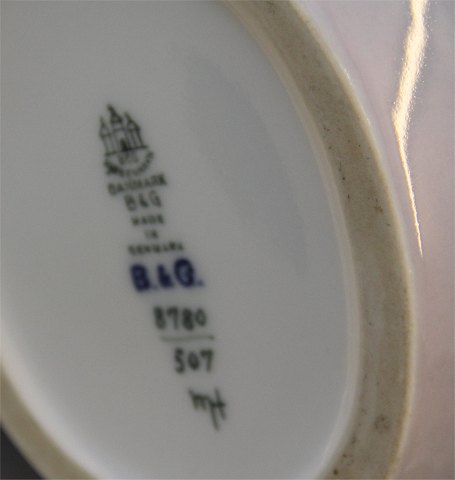 DANMARK
B&G
MADE
IN
DENMARK
B.&G.
8780
507